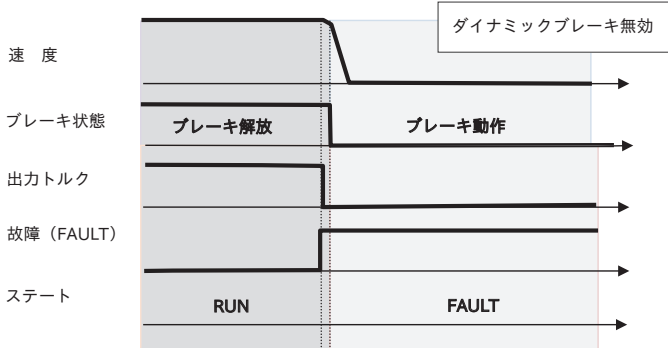 ダイナミックブレーキ無効
速　度
ブレーキ状態
ブレーキ解放
ブレーキ動作
出力トルク
故障（FAULT）
ステート
RUN
FAULT